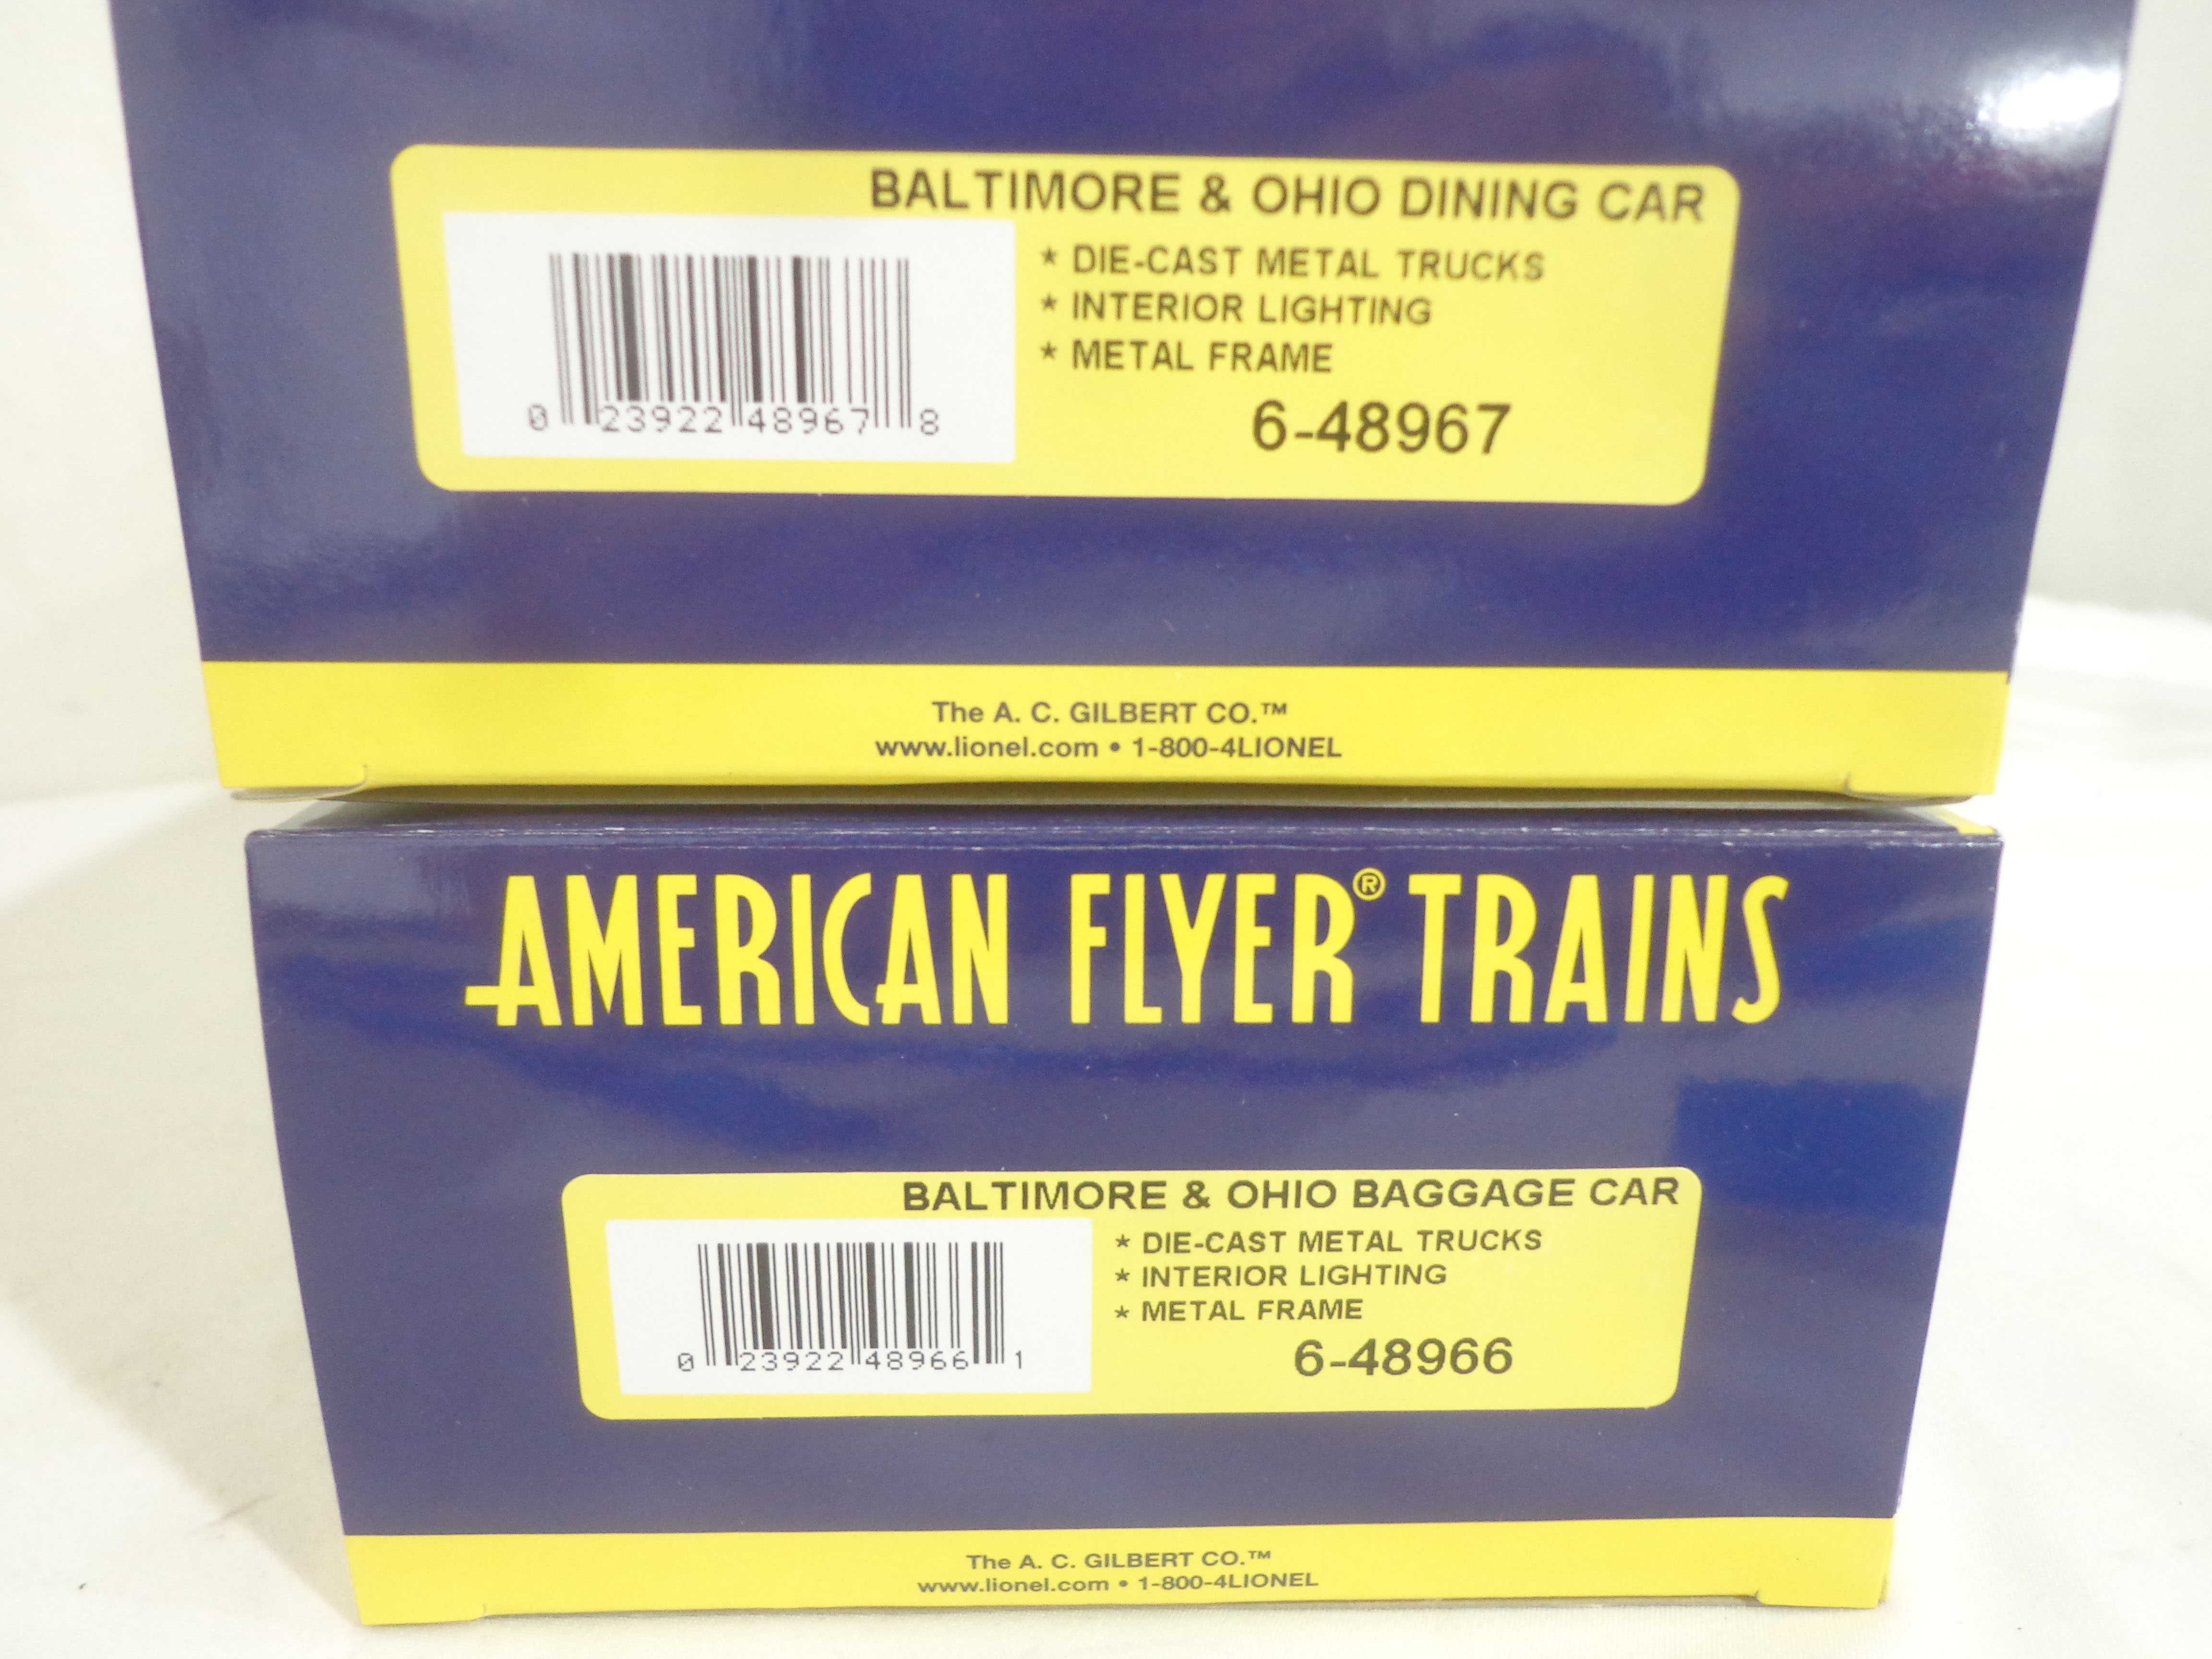 BALTIMORE & OHIO DINING CAR
* DIE-CAST METAL TRUCKS
* INTERIOR LIGHTING
* METAL FRAME
0 23922 48967 8
6-48967
The A. C. GILBERT CO.™
www.lionel.com • 1-800-4LIONEL
AMERICAN FLYER® TRAINS
BALTIMORE & OHIO BAGGAGE CAR
* DIE-CAST METAL TRUCKS
* INTERIOR LIGHTING
* METAL FRAME
0 23922 48966 1
6-48966
The A. C. GILBERT CO.™
www.lionel.com • 1-800-4LIONEL